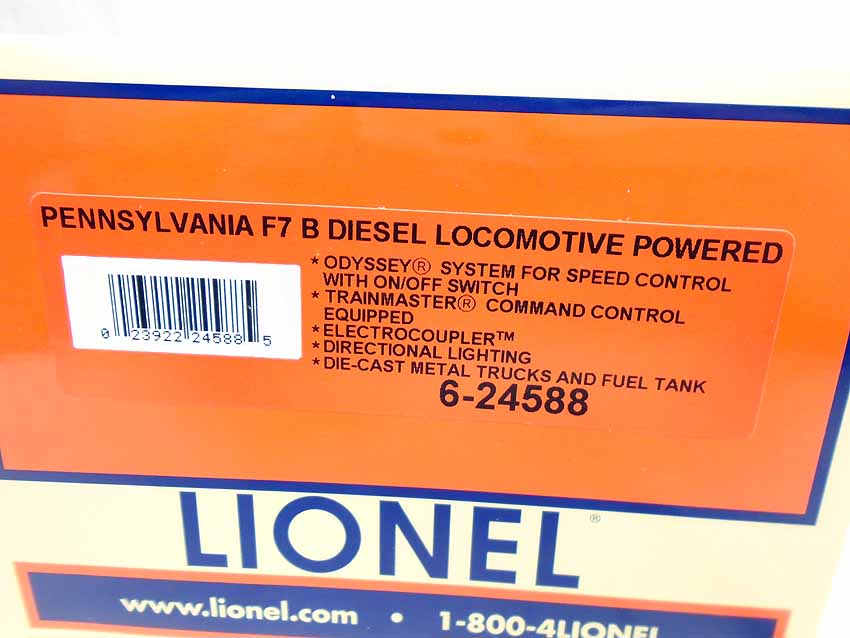 PENNSYLVANIA F7 B DIESEL LOCOMOTIVE POWERED
* ODYSSEY® SYSTEM FOR SPEED CONTROL
WITH ON/OFF SWITCH
* TRAINMASTER® COMMAND CONTROL
EQUIPPED
* ELECTROCOUPLER™
* DIRECTIONAL LIGHTING
* DIE-CAST METAL TRUCKS AND FUEL TANK
6-24588
0 23922 24588 5
LIONEL®
www.lionel.com • 1-800-4LIONEL